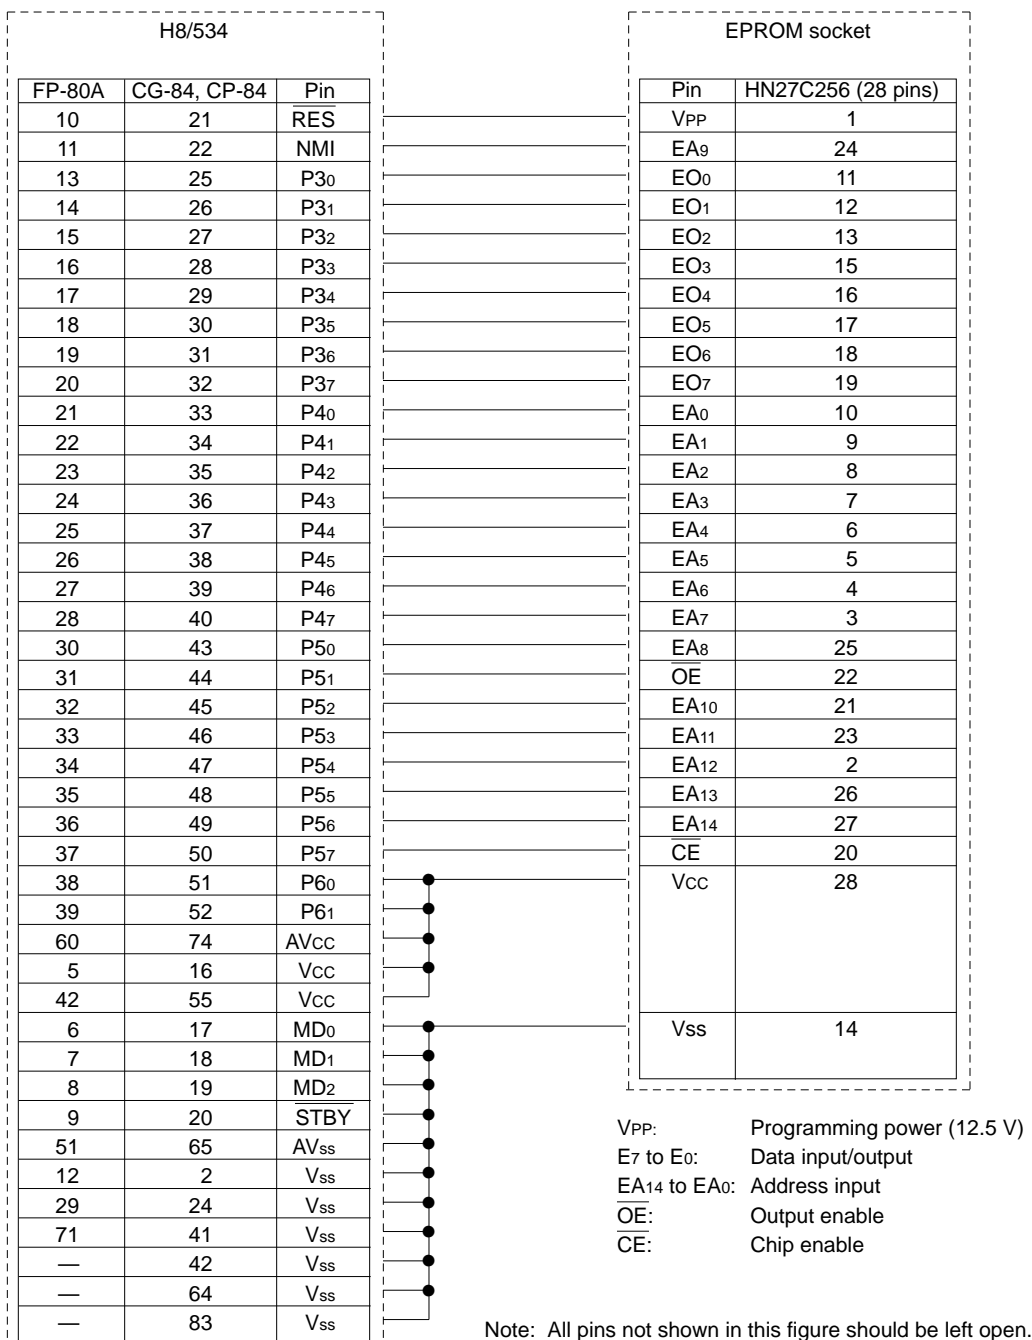 H8/534
EPROM socket
FP-80A CG-84, CP-84 Pin
Pin HN27C256 (28 pins)
10 21 RES VPP 1
11 22 NMI EA9 24
13 25 P30 EO0 11
14 26 P31 EO1 12
15 27 P32 EO2 13
16 28 P33 EO3 15
17 29 P34 EO4 16
18 30 P35 EO5 17
19 31 P36 EO6 18
20 32 P37 EO7 19
21 33 P40 EA0 10
22 34 P41 EA1 9
23 35 P42 EA2 8
24 36 P43 EA3 7
25 37 P44 EA4 6
26 38 P45 EA5 5
27 39 P46 EA6 4
28 40 P47 EA7 3
30 43 P50 EA8 25
31 44 P51 OE 22
32 45 P52 EA10 21
33 46 P53 EA11 23
34 47 P54 EA12 2
35 48 P55 EA13 26
36 49 P56 EA14 27
37 50 P57 CE 20
38 51 P60 VCC 28
39 52 P61
60 74 AVCC
5 16 VCC
42 55 VCC
6 17 MD0 Vss 14
7 18 MD1
8 19 MD2
9 20 STBY
51 65 AVss
12 2 Vss
29 24 Vss
71 41 Vss
— 42 Vss
— 64 Vss
— 83 Vss
VPP: Programming power (12.5 V)
E7 to E0: Data input/output
EA14 to EA0: Address input
OE: Output enable
CE: Chip enable
Note: All pins not shown in this figure should be left open.